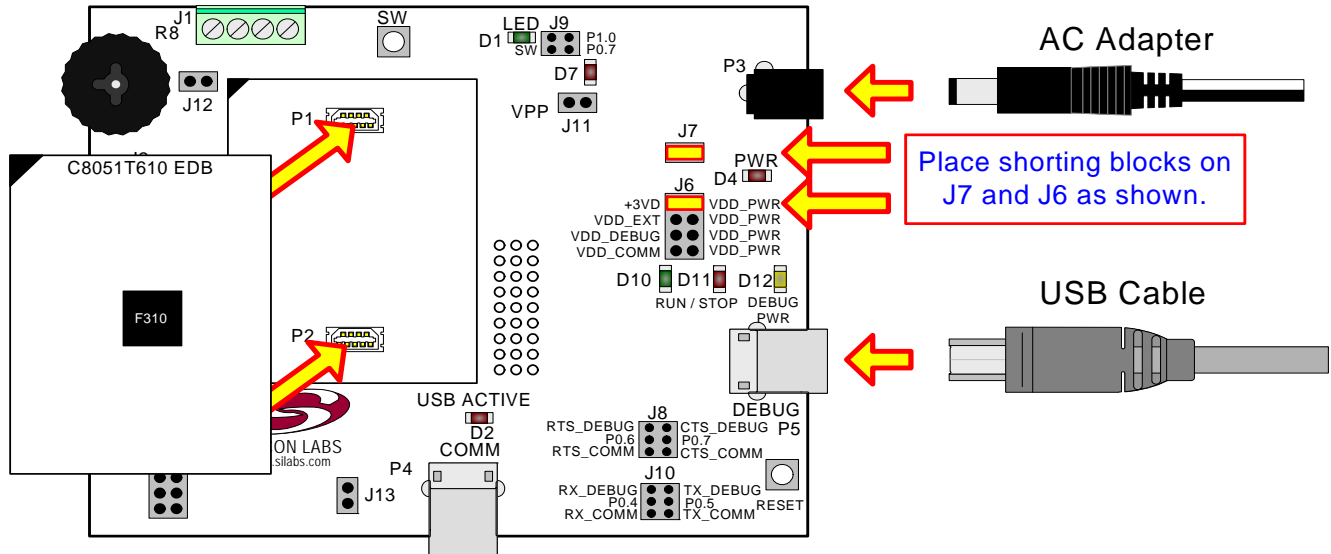 J1
R8
SW
LED
J9
D1
SW
P1.0
P0.7
D7
AC Adapter
P3
J12
P1
VPP
J11
J7
PWR
D4
Place shorting blocks on
J7 and J6 as shown.
C8051T610 EDB
J6
+3VD
VDD_PWR
VDD_EXT
VDD_PWR
VDD_DEBUG
VDD_PWR
VDD_COMM
VDD_PWR
D10
D11
D12
RUN / STOP
DEBUG
PWR
USB Cable
F310
P2
USB ACTIVE
D2
COMM
DEBUG
P5
J8
RTS_DEBUG
CTS_DEBUG
P0.6
P0.7
RTS_COMM
CTS_COMM
ON LABS
silabs.com
P4
J13
J10
RX_DEBUG
TX_DEBUG
P0.4
P0.5
RX_COMM
TX_COMM
RESET